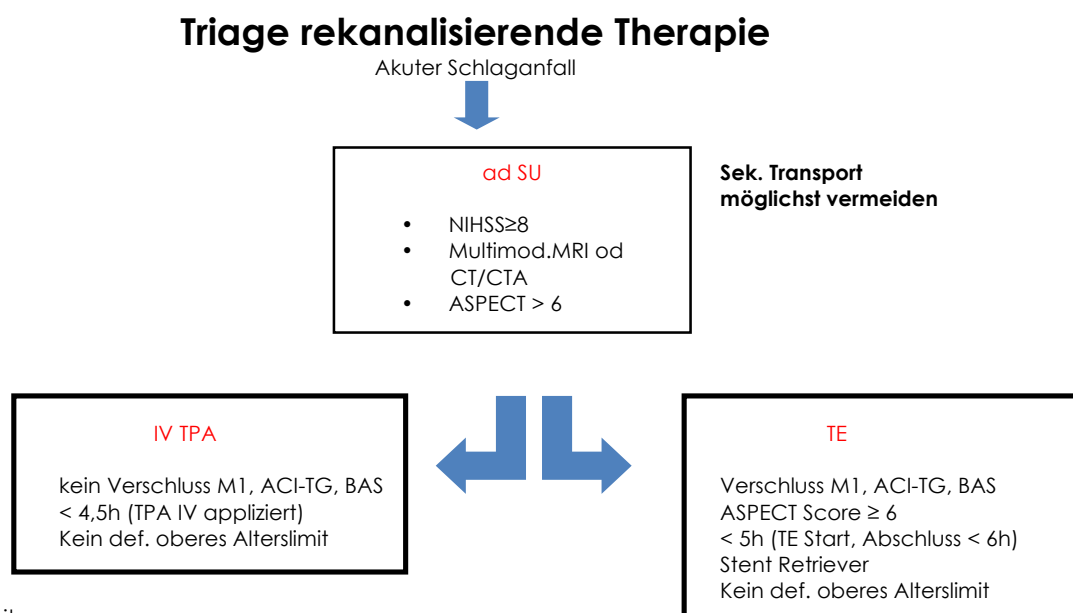 Triage rekanalisierende Therapie
Akuter Schlaganfall
ad SU
• NIHSS≥8
• Multimod.MRI od
CT/CTA
• ASPECT > 6
Sek. Transport
möglichst vermeiden
IV TPA
kein Verschluss M1, ACI-TG, BAS
< 4,5h (TPA IV appliziert)
Kein def. oberes Alterslimit
TE
Verschluss M1, ACI-TG, BAS
ASPECT Score ≥ 6
< 5h (TE Start, Abschluss < 6h)
Stent Retriever
Kein def. oberes Alterslimit